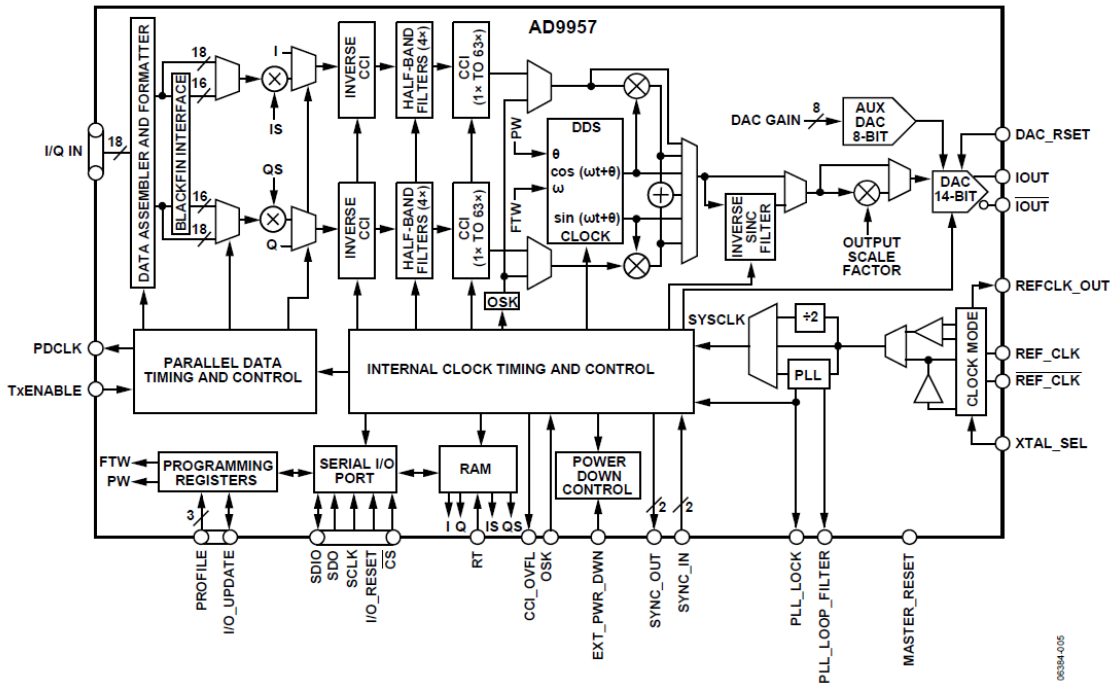 AD9957
I/Q IN
18
DATA ASSEMBLER AND FORMATTER
BLACKFIN INTERFACE
18
16
16
18
I
IS
QS
Q
INVERSE
CCI
HALF-BAND
FILTERS (4×)
CCI
(1× TO 63×)
INVERSE
CCI
HALF-BAND
FILTERS (4×)
CCI
(1× TO 63×)
OSK
PW
FTW
DDS
θ
cos (ωt+θ)
ω
sin (ωt+θ)
CLOCK
INVERSE
SINC
FILTER
DAC GAIN
8
AUX
DAC
8-BIT
OUTPUT
SCALE
FACTOR
DAC
14-BIT
DAC_RSET
IOUT
IOUT
REFCLK_OUT
REF_CLK
REF_CLK
XTAL_SEL
CLOCK MODE
SYSCLK
÷2
PLL
PDCLK
TxENABLE
PARALLEL DATA
TIMING AND CONTROL
INTERNAL CLOCK TIMING AND CONTROL
FTW
PW
PROGRAMMING
REGISTERS
SERIAL I/O
PORT
RAM
POWER
DOWN
CONTROL
I Q IS QS
3
2
2
PROFILE
I/O_UPDATE
SDIO
SDO
SCLK
I/O_RESET
CS
RT
CCI_OVFL
OSK
EXT_PWR_DWN
SYNC_OUT
SYNC_IN
PLL_LOCK
PLL_LOOP_FILTER
MASTER_RESET
06384-005